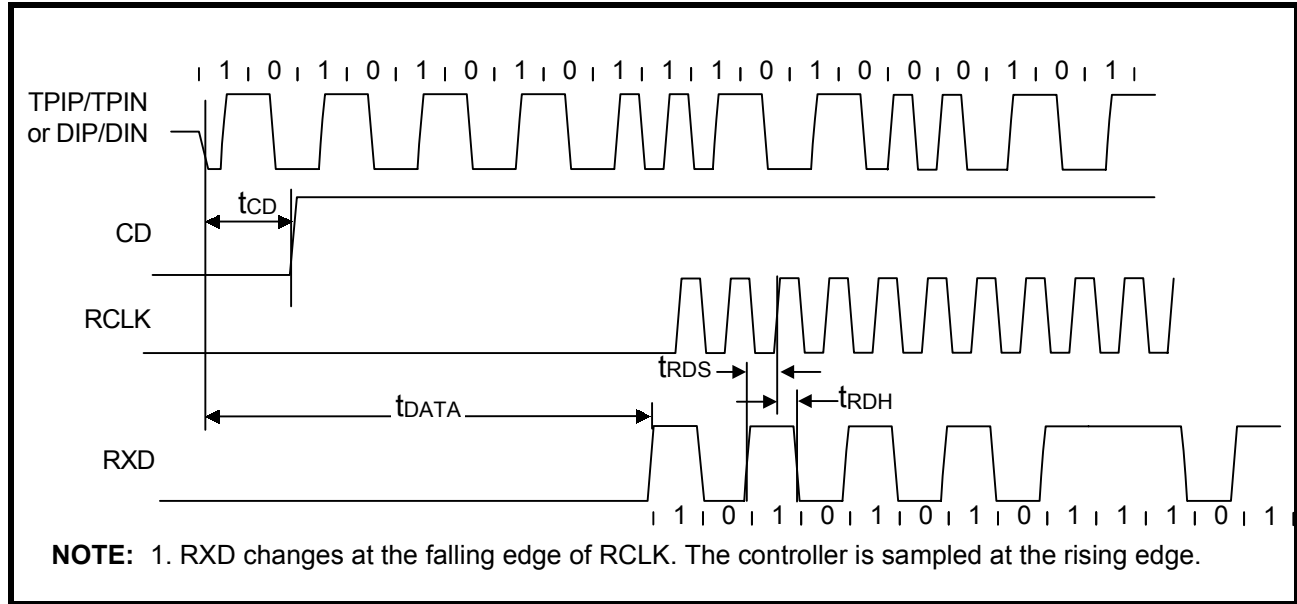 1 0 1 0 1 0 1 0 1 1 1 0 1 0 0 0 1 0 1
TPIP/TPIN
or DIP/DIN
tCD
CD
RCLK
tRDS
tRDH
tDATA
RXD
1 0 1 0 1 0 1 0 1 1 1 0 1
NOTE: 1. RXD changes at the falling edge of RCLK. The controller is sampled at the rising edge.